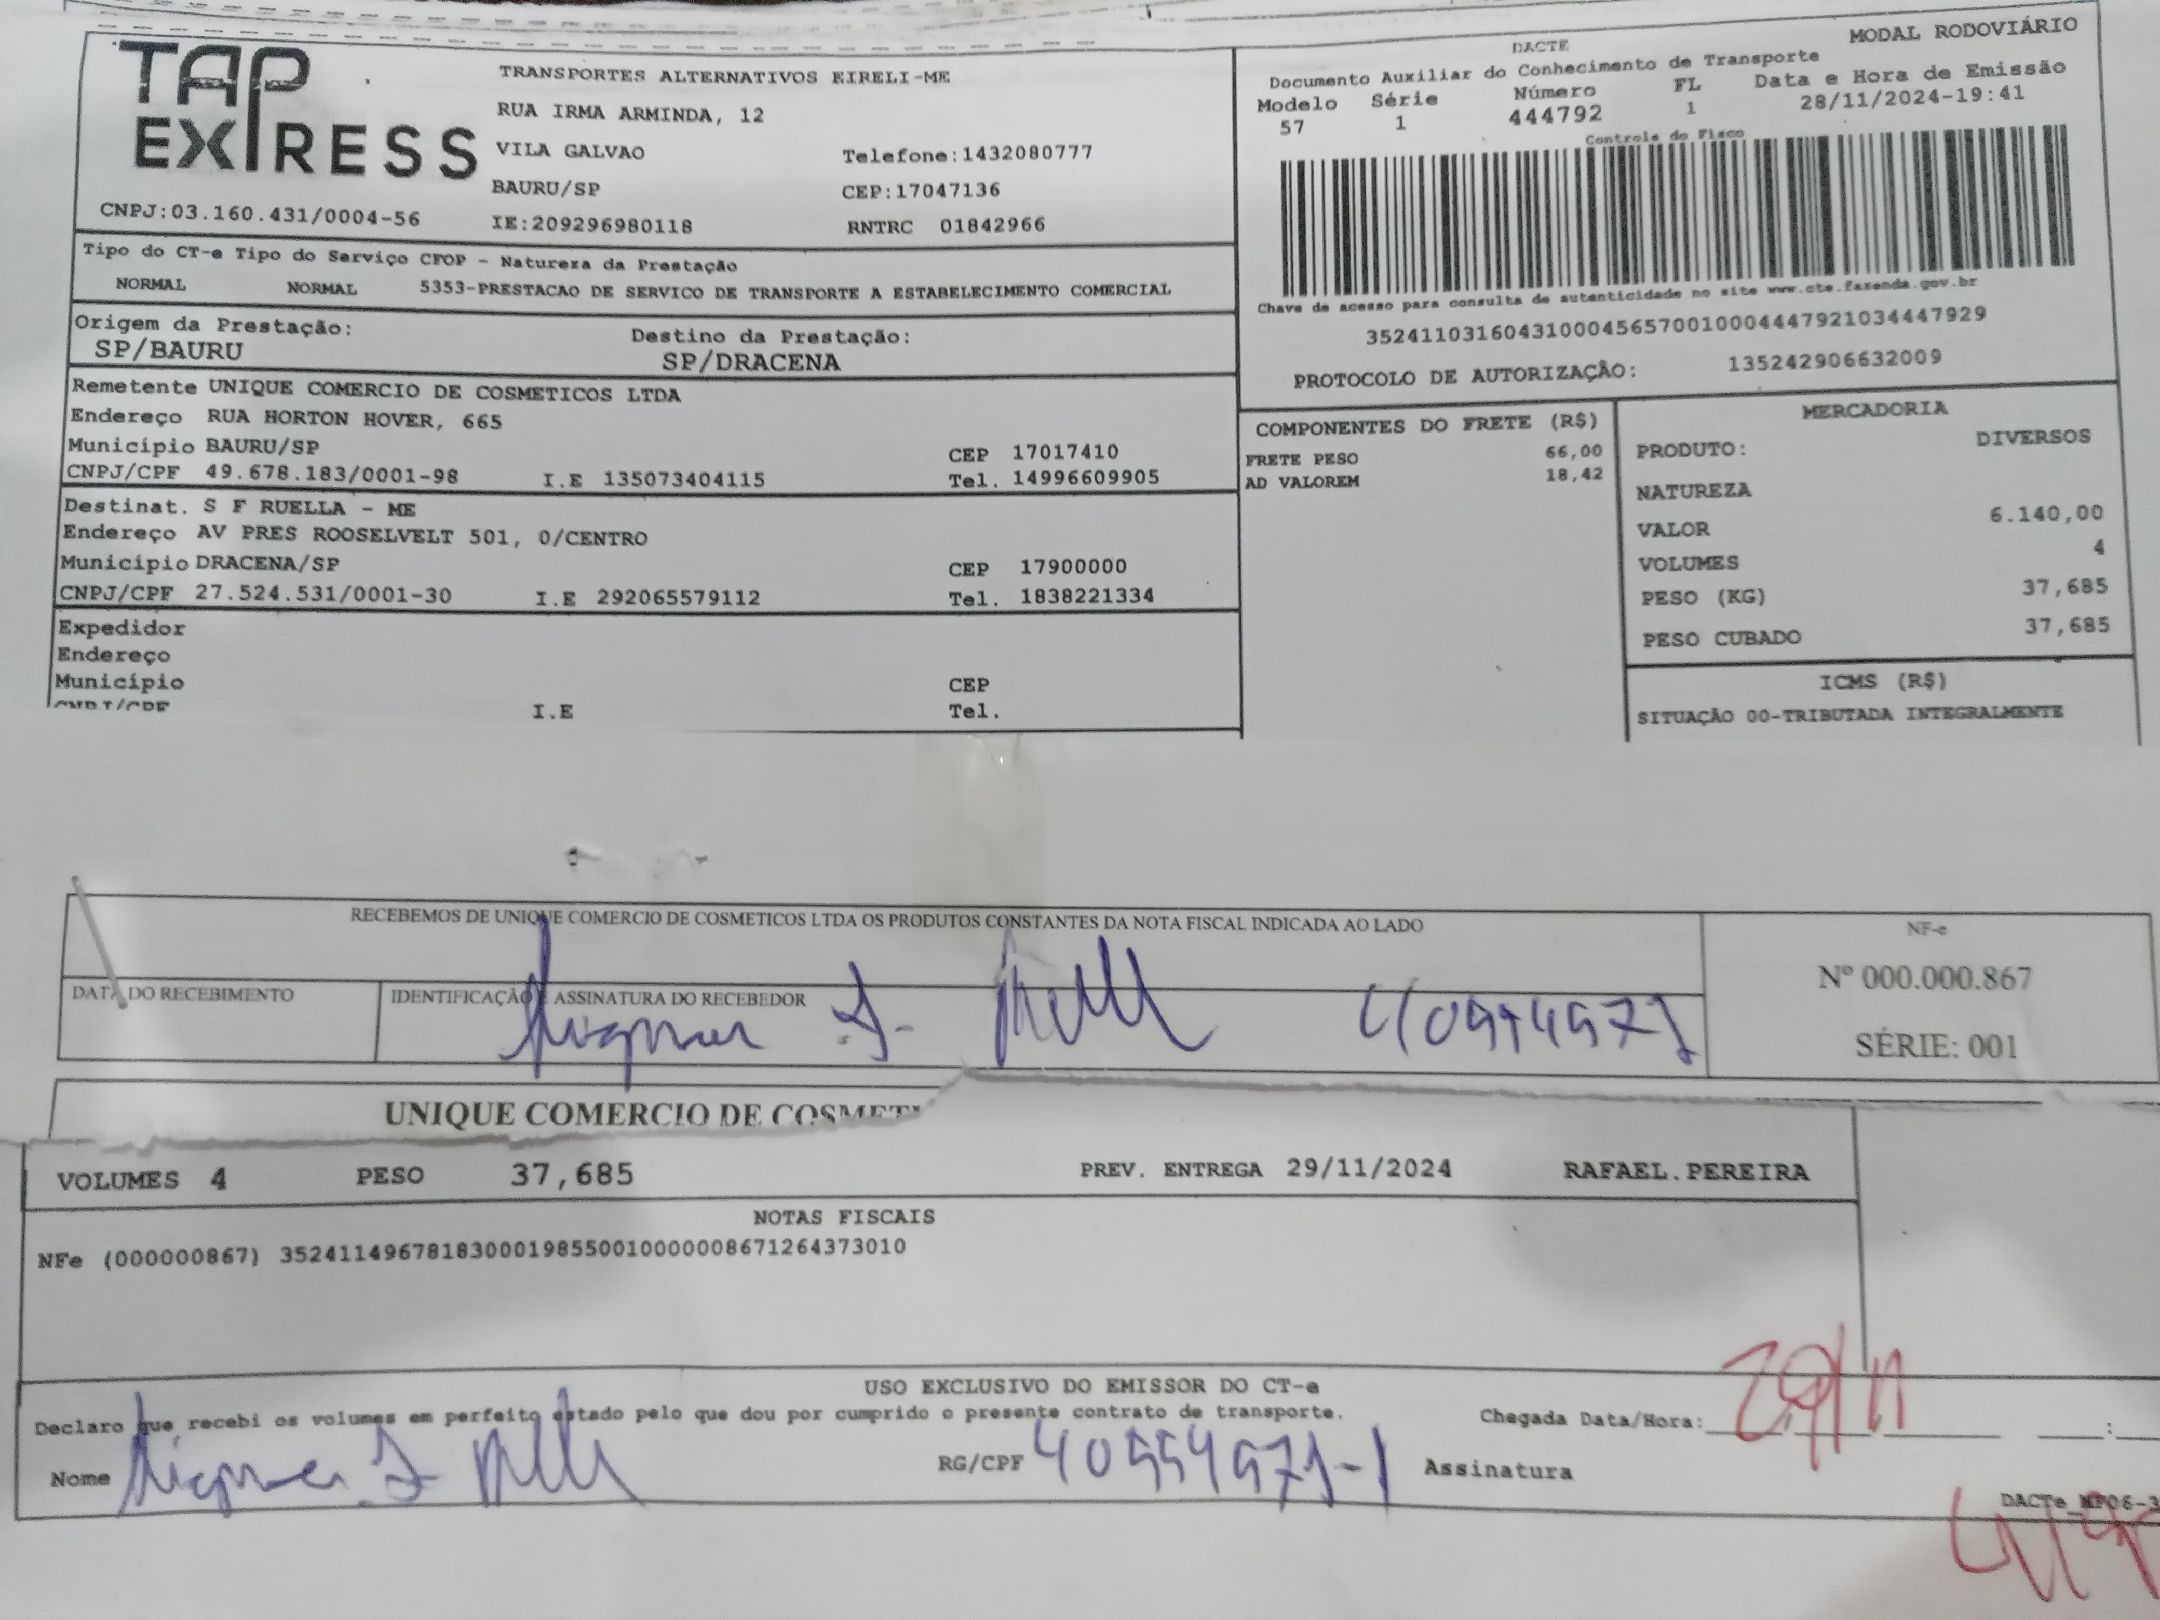 TAP
EXPRESS
CNPJ:03.160.431/0004-56
TRANSPORTES ALTERNATIVOS EIRELI-ME
RUA IRMA ARMINDA, 12
VILA GALVAO Telefone:1432080777
BAURU/SP CEP:17047136
IE:209296980118 RNTRC 01842966
DACTE MODAL RODOVIÁRIO
Documento Auxiliar do Conhecimento de Transporte
Modelo Série Número FL Data e Hora de Emissão
57 1 444792 1 28/11/2024-19:41
Controle do Fisco
Chave de acesso para consulta de autenticidade no site www.cte.fazenda.gov.br
35241103160431000456570010004447921034447929
PROTOCOLO DE AUTORIZAÇÃO: 135242906632009
Tipo do CT-e Tipo do Serviço CFOP - Natureza da Prestação
NORMAL NORMAL 5353-PRESTACAO DE SERVICO DE TRANSPORTE A ESTABELECIMENTO COMERCIAL
Origem da Prestação: Destino da Prestação:
SP/BAURU SP/DRACENA
Remetente UNIQUE COMERCIO DE COSMETICOS LTDA
Endereço RUA HORTON HOVER, 665
Município BAURU/SP CEP 17017410
CNPJ/CPF 49.678.183/0001-98 I.E 135073404115 Tel. 14996609905
Destinat. S F RUELLA - ME
Endereço AV PRES ROOSELVELT 501, 0/CENTRO
Município DRACENA/SP CEP 17900000
CNPJ/CPF 27.524.531/0001-30 I.E 292065579112 Tel. 1838221334
Expedidor
Endereço
Município CEP
CNPJ/CPF I.E Tel.
COMPONENTES DO FRETE (R$)
FRETE PESO 66,00
AD VALOREM 18,42
MERCADORIA
PRODUTO: DIVERSOS
NATUREZA
VALOR 6.140,00
VOLUMES 4
PESO (KG) 37,685
PESO CUBADO 37,685
ICMS (R$)
SITUAÇÃO 00-TRIBUTADA INTEGRALMENTE
RECEBEMOS DE UNIQUE COMERCIO DE COSMETICOS LTDA OS PRODUTOS CONSTANTES DA NOTA FISCAL INDICADA AO LADO
DATA DO RECEBIMENTO IDENTIFICAÇÃO E ASSINATURA DO RECEBEDOR
NF-e
Nº 000.000.867
SÉRIE: 001
UNIQUE COMERCIO DE COSMETI
VOLUMES 4 PESO 37,685 PREV. ENTREGA 29/11/2024 RAFAEL.PEREIRA
NOTAS FISCAIS
NFe (000000867) 35241149678183000198550010000008671264373010
USO EXCLUSIVO DO EMISSOR DO CT-e
Declaro que recebi os volumes em perfeito estado pelo que dou por cumprido o presente contrato de transporte.
Chegada Data/Hora: 29/11
Nome RG/CPF Assinatura
DACTe